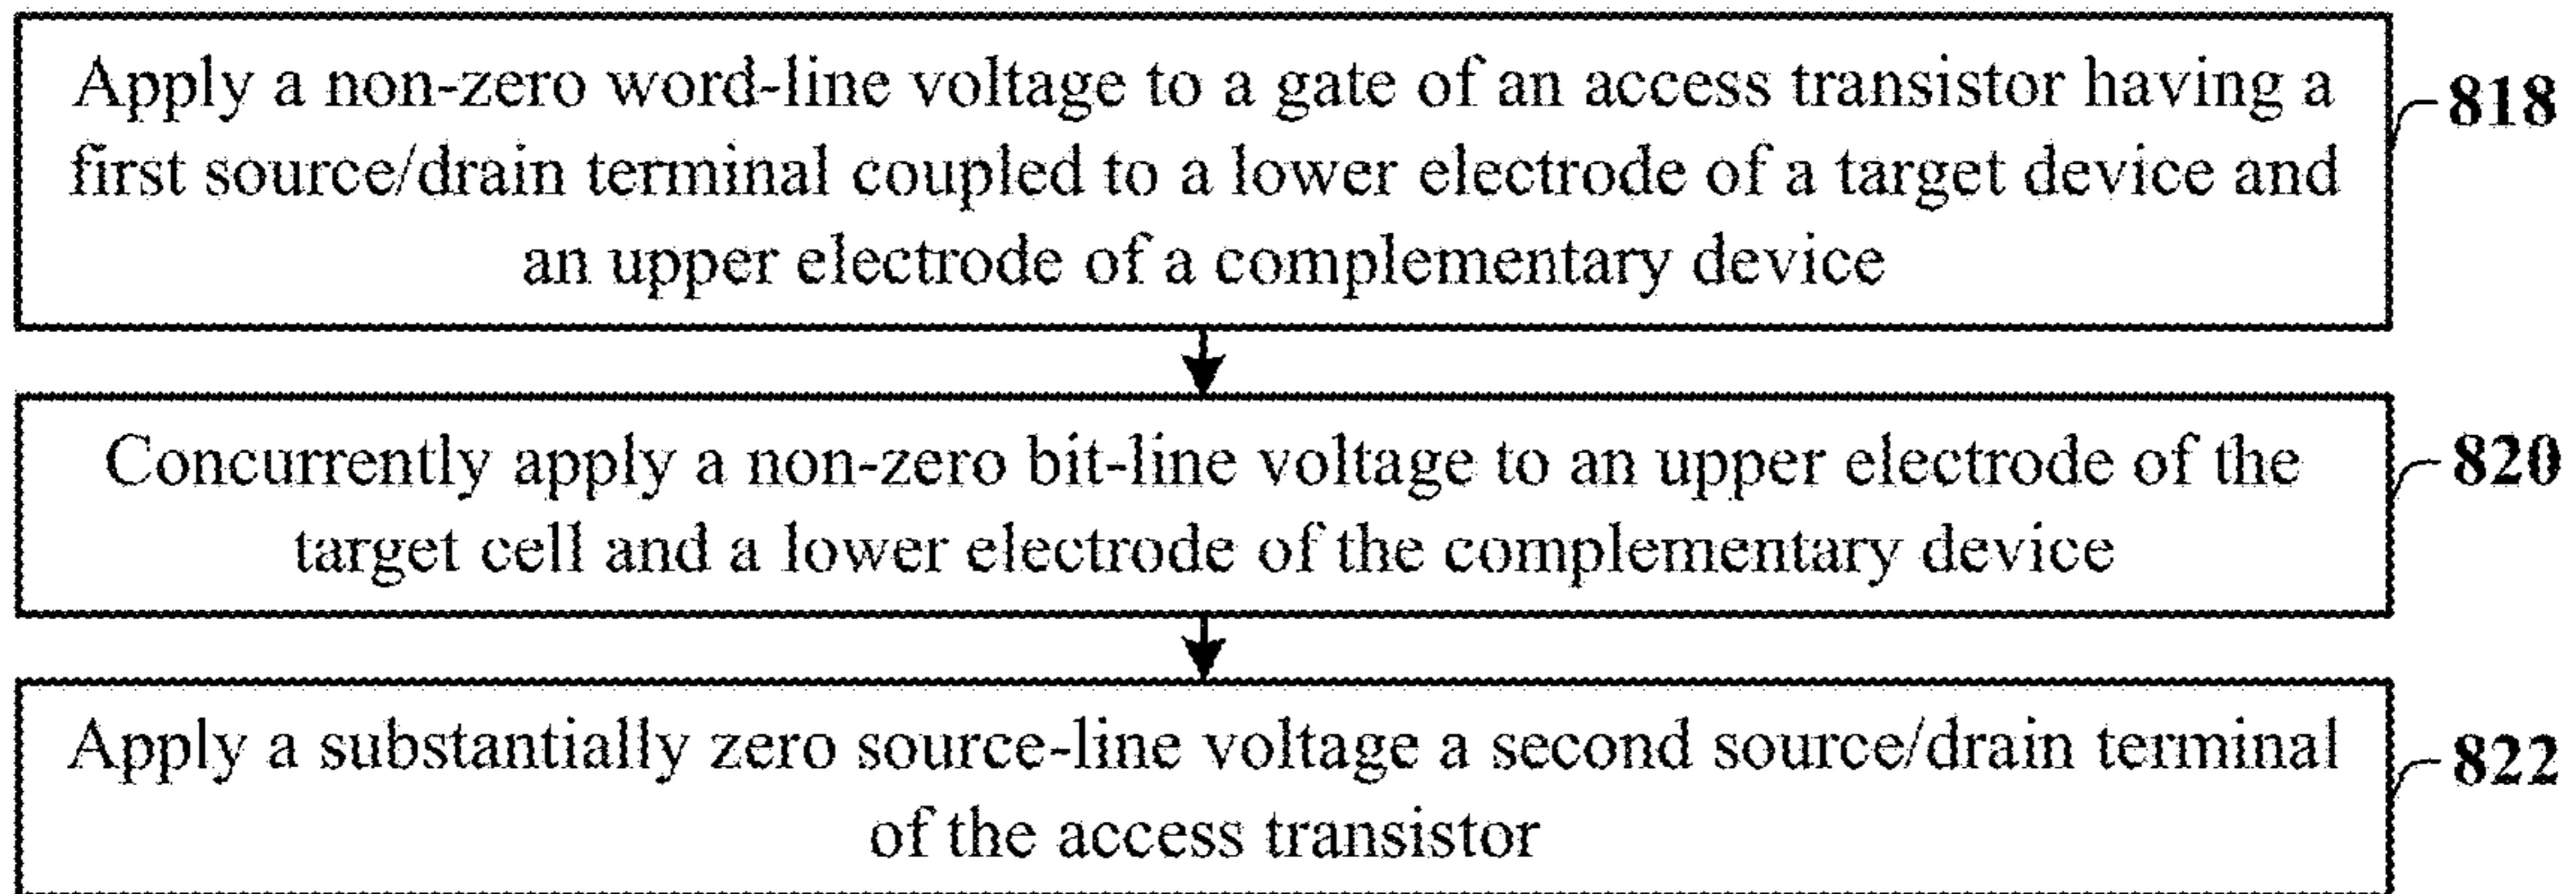 Apply a non-zero word-line voltage to a gate of an access transistor having a
first source/drain terminal coupled to a lower electrode of a target device and
an upper electrode of a complementary device
818
Concurrently apply a non-zero bit-line voltage to an upper electrode of the
target cell and a lower electrode of the complementary device
820
Apply a substantially zero source-line voltage a second source/drain terminal
of the access transistor
822